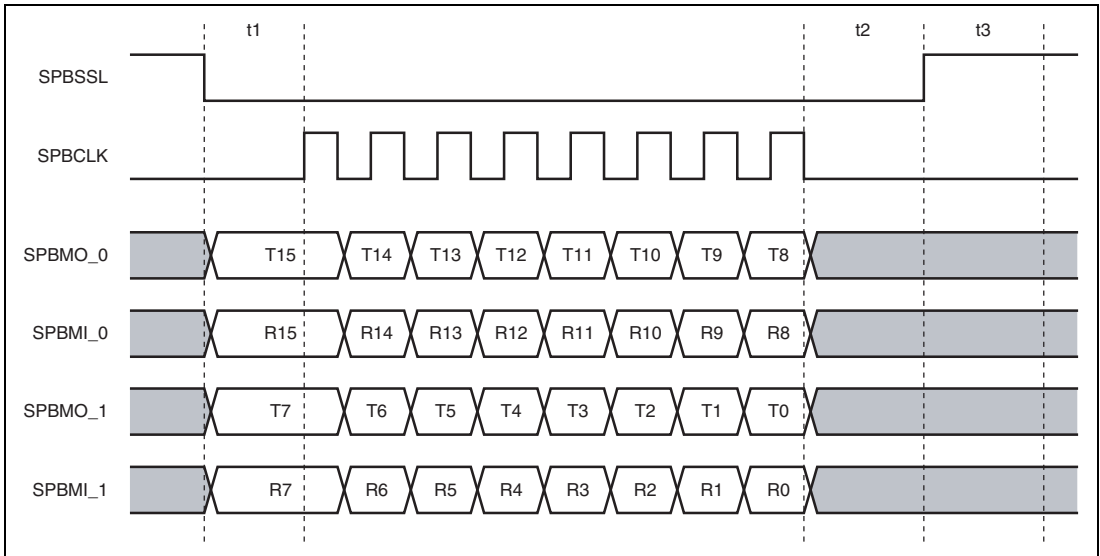 t1 t2 t3
SPBSSL
SPBCLK
SPBMO_0 T15 T14 T13 T12 T11 T10 T9 T8
SPBMI_0 R15 R14 R13 R12 R11 R10 R9 R8
SPBMO_1 T7 T6 T5 T4 T3 T2 T1 T0
SPBMI_1 R7 R6 R5 R4 R3 R2 R1 R0